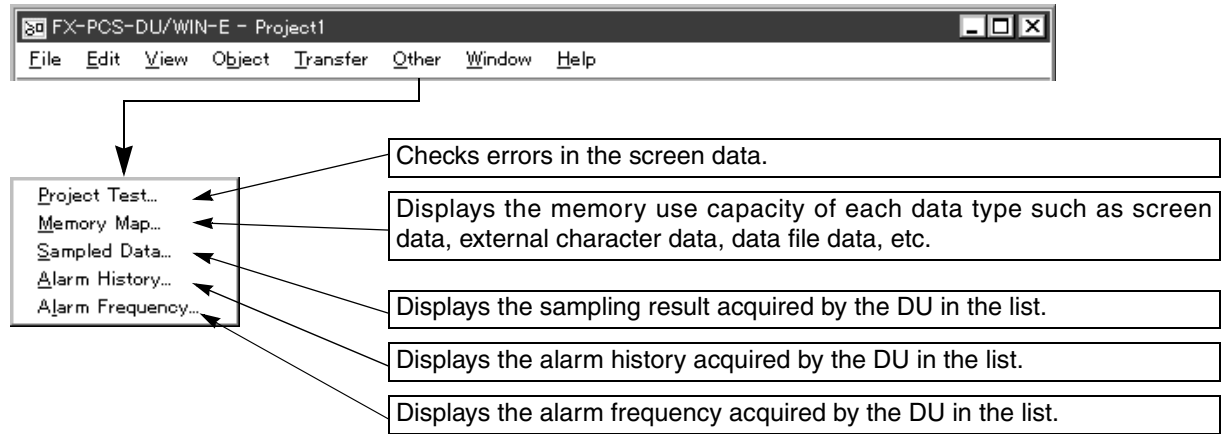 FX-PCS-DU/WIN-E - Project1
File Edit View Object Transfer Other Window Help
Checks errors in the screen data.
Project Test...
Memory Map...
Sampled Data...
Alarm History...
Alarm Frequency...
Displays the memory use capacity of each data type such as screen
data, external character data, data file data, etc.
Displays the sampling result acquired by the DU in the list.
Displays the alarm history acquired by the DU in the list.
Displays the alarm frequency acquired by the DU in the list.